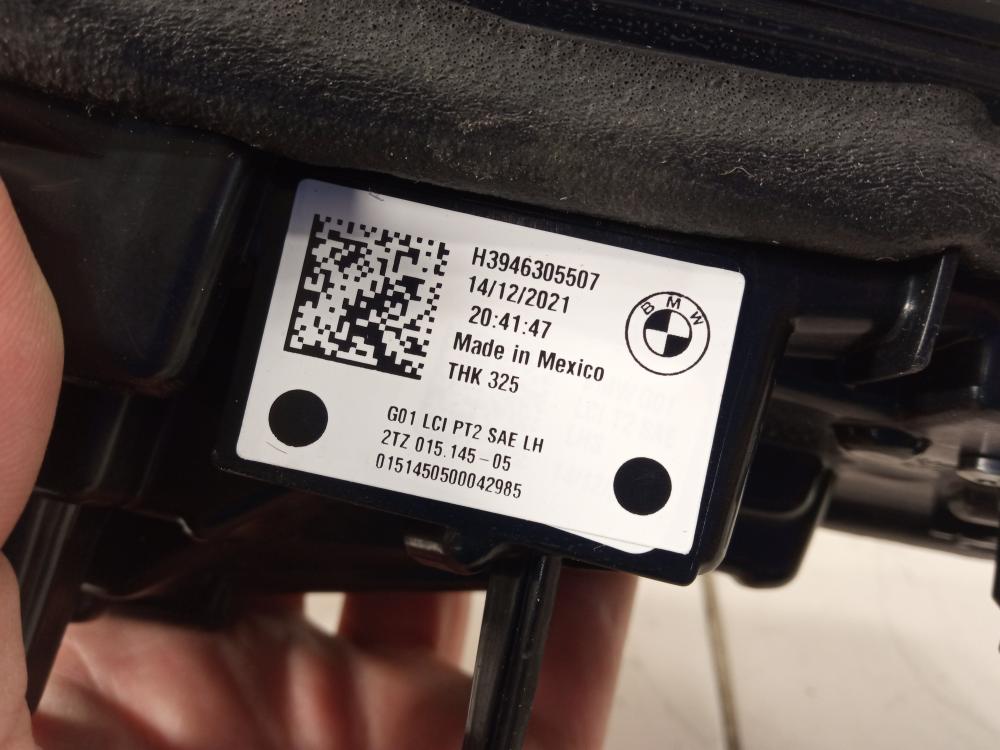 H3946305507
14/12/2021
20:41:47
Made in Mexico
THK 325
BMW
G01 LCI PT2 SAE LH
2TZ 015.145-05
0151450500042985